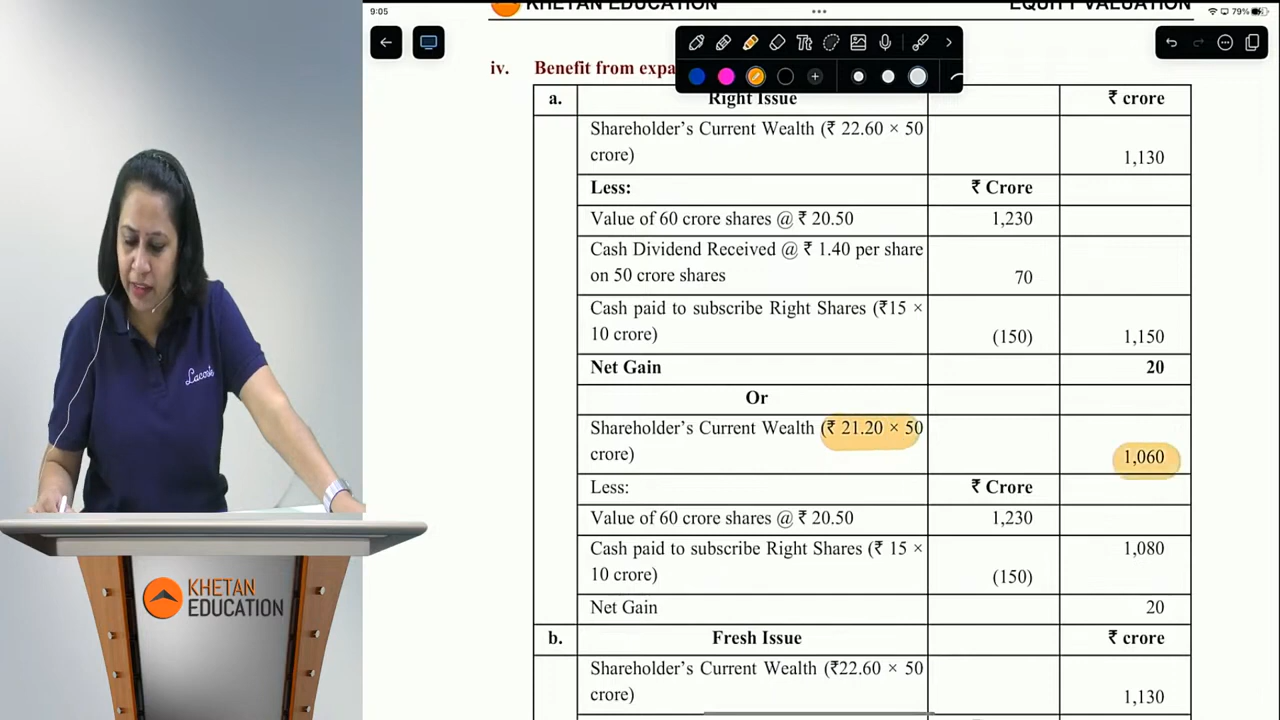 9:05
KHETAN EDUCATION
EQUITY VALUATION
79%
iv. Benefit from expa
a. Right Issue ₹ crore
Shareholder's Current Wealth (₹ 22.60 × 50
crore) 1,130
Less: ₹ Crore
Value of 60 crore shares @ ₹ 20.50 1,230
Cash Dividend Received @ ₹ 1.40 per share
on 50 crore shares 70
Cash paid to subscribe Right Shares (₹15 ×
10 crore) (150) 1,150
Net Gain 20
Or
Shareholder's Current Wealth (₹ 21.20 × 50
crore) 1,060
Less: ₹ Crore
Value of 60 crore shares @ ₹ 20.50 1,230
Cash paid to subscribe Right Shares (₹ 15 × 1,080
10 crore) (150)
Net Gain 20
b. Fresh Issue ₹ crore
Shareholder's Current Wealth (₹22.60 × 50
crore) 1,130
Lacoste
KHETAN
EDUCATION